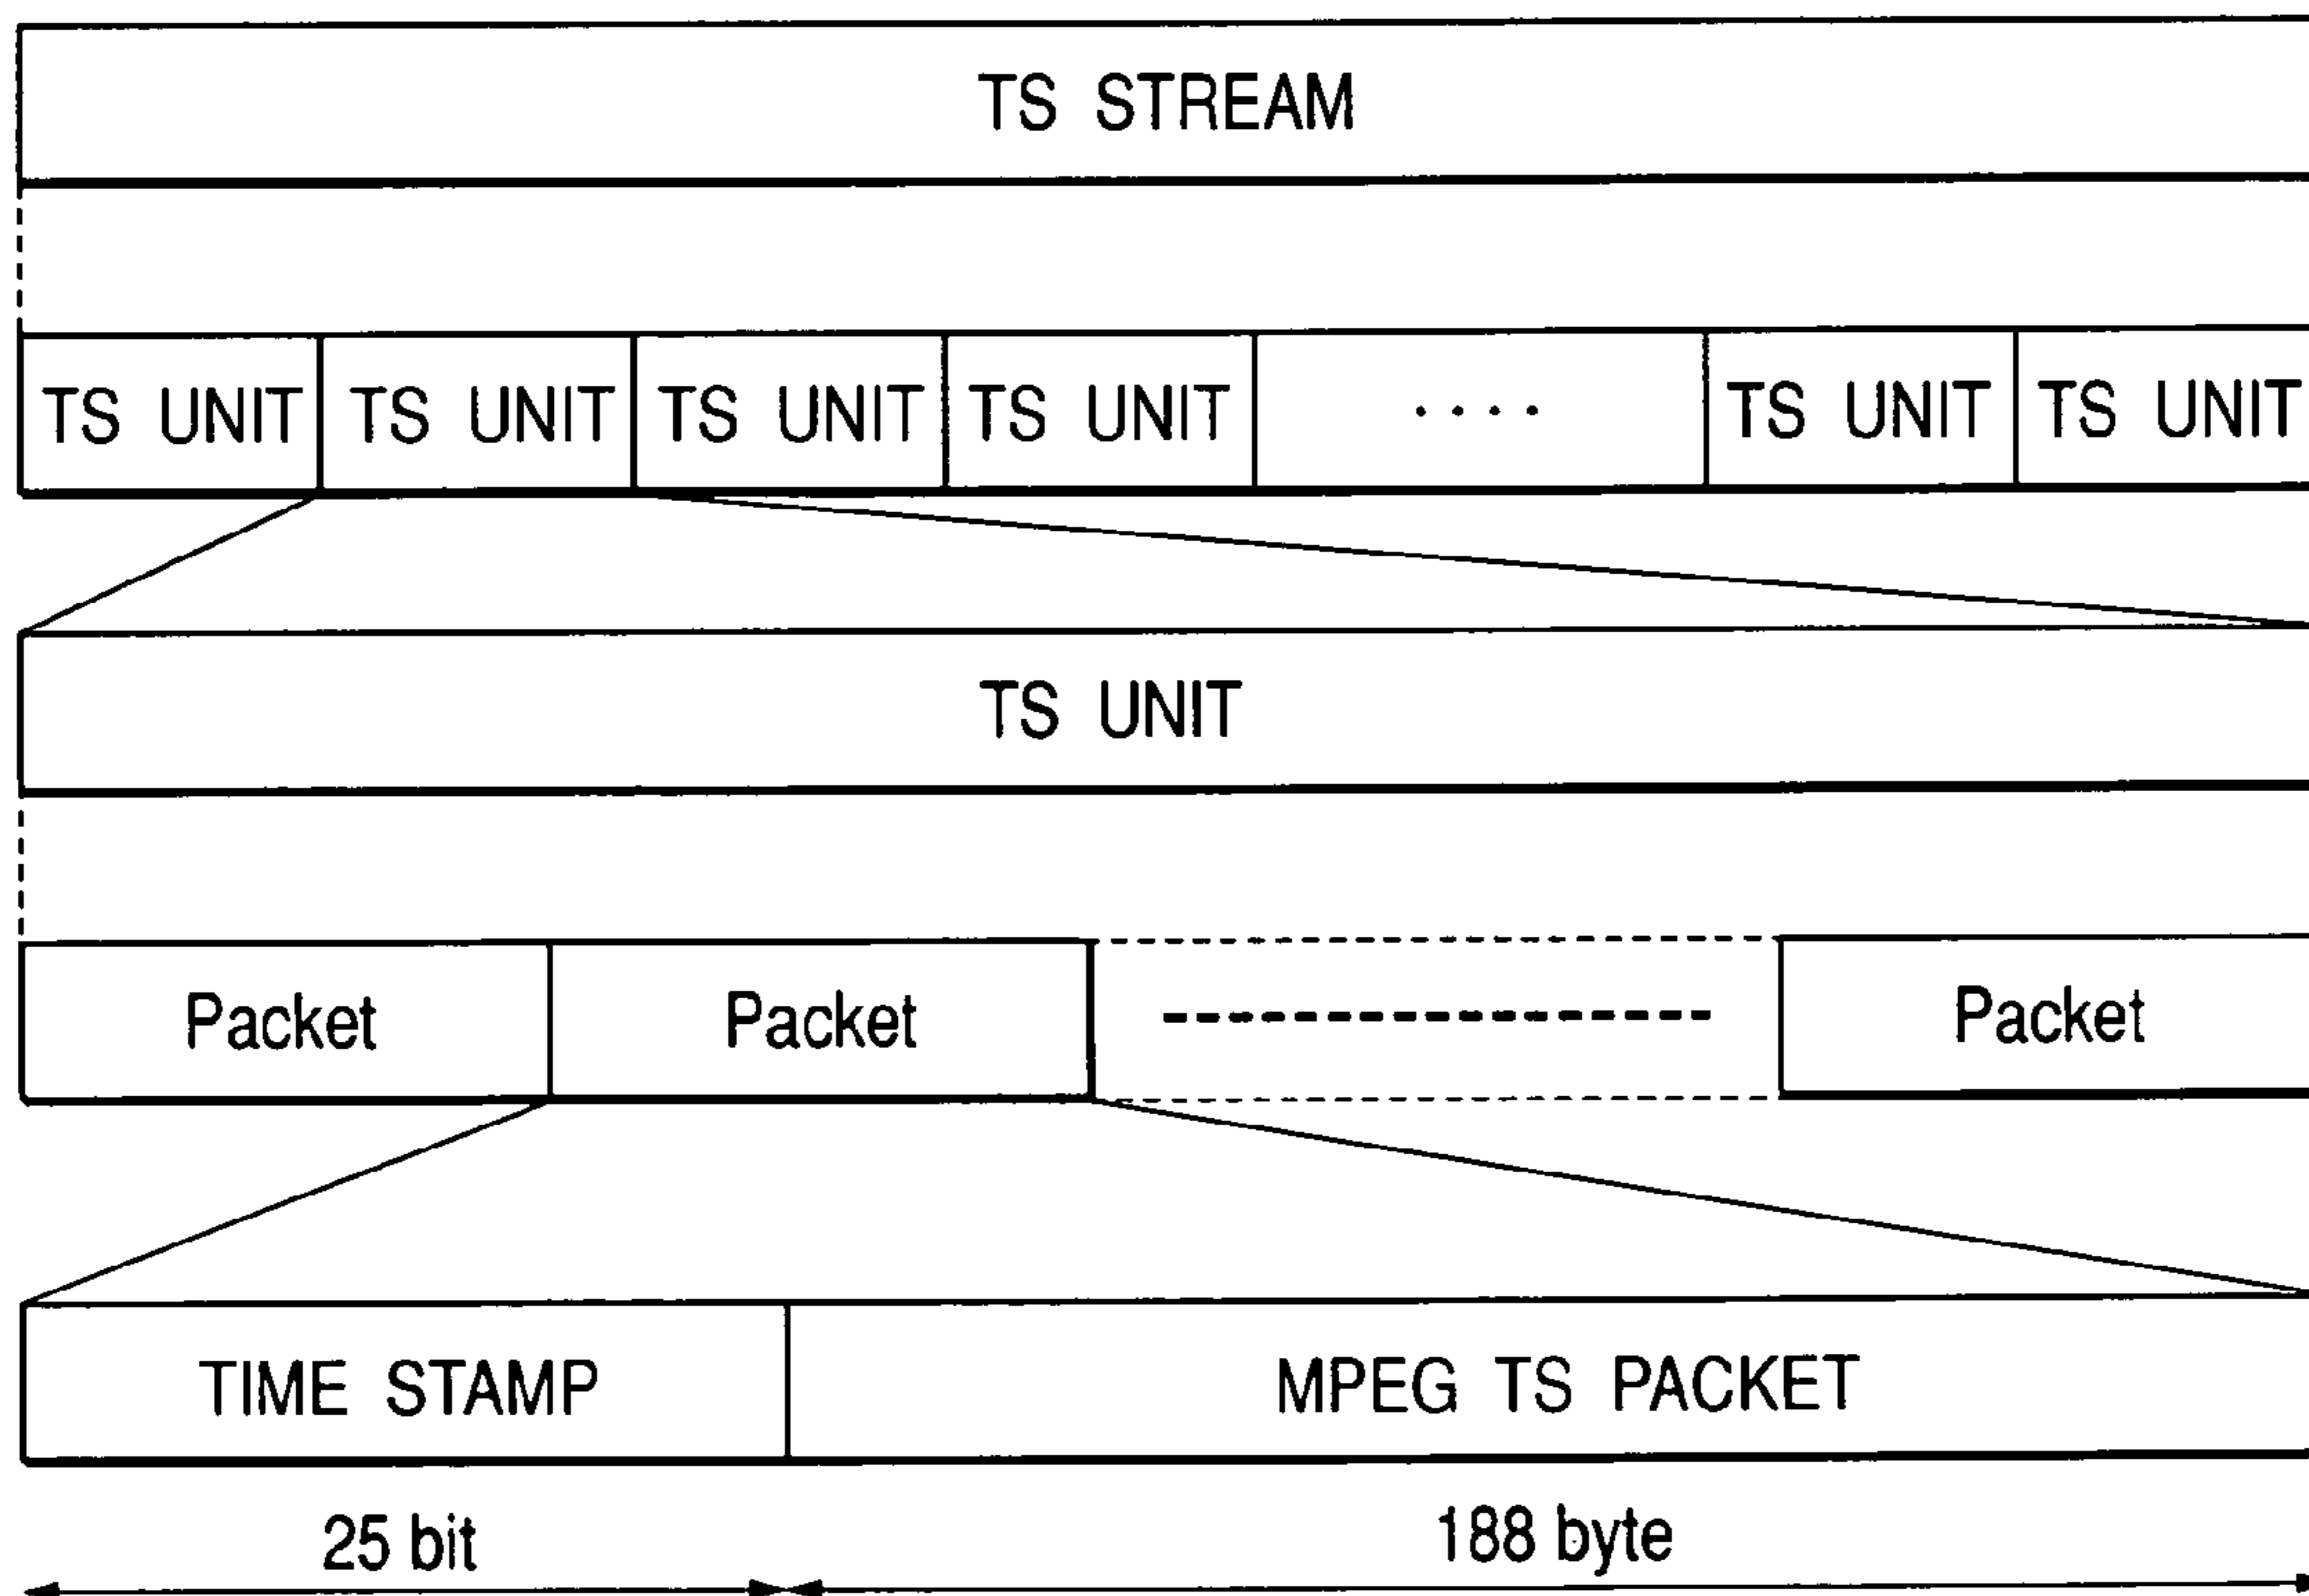 TS STREAM
TS UNIT TS UNIT TS UNIT TS UNIT ···· TS UNIT TS UNIT
TS UNIT
Packet Packet Packet
TIME STAMP MPEG TS PACKET
25 bit 188 byte